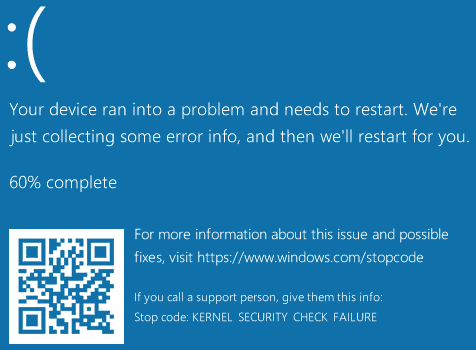 :(
Your device ran into a problem and needs to restart. We're
just collecting some error info, and then we'll restart for you.
60% complete
For more information about this issue and possible
fixes, visit https://www.windows.com/stopcode
If you call a support person, give them this info:
Stop code: KERNEL SECURITY CHECK FAILURE